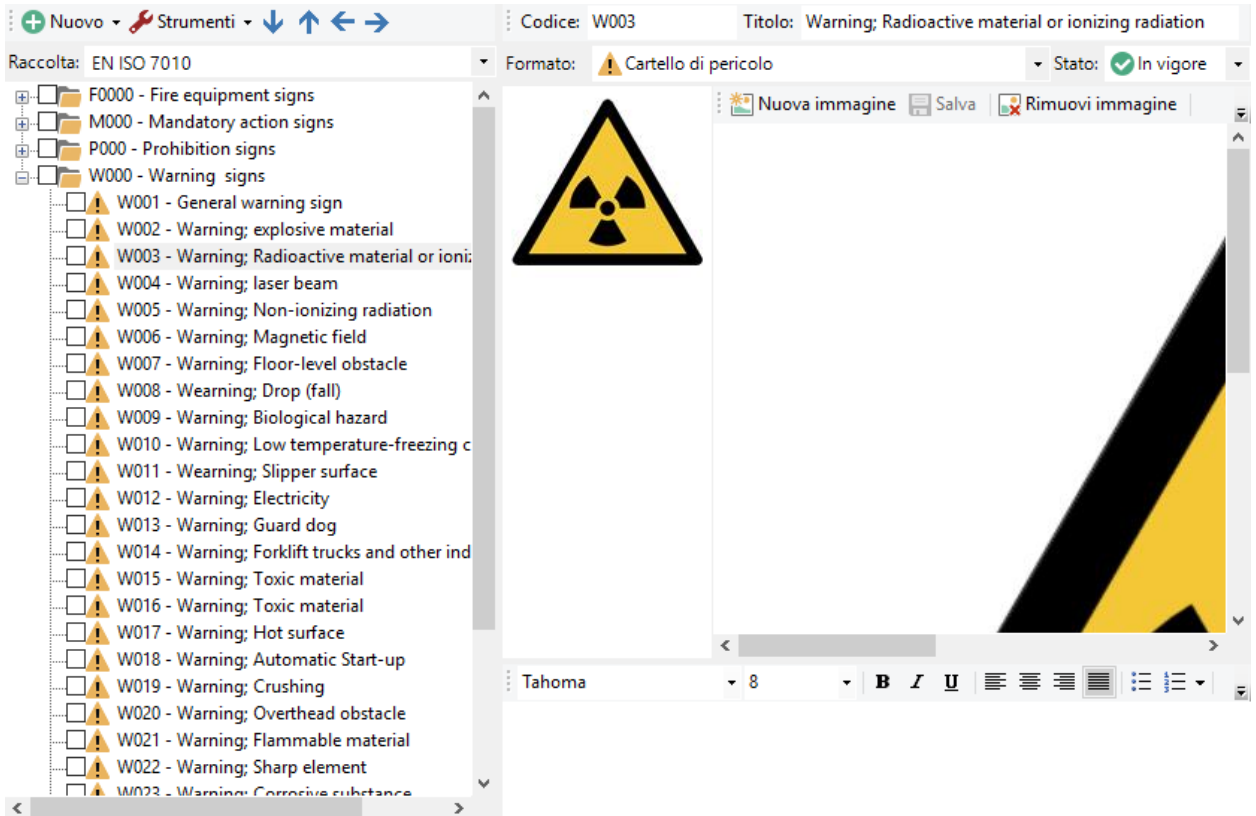 Nuovo Strumenti
Codice: W003 Titolo: Warning; Radioactive material or ionizing radiation
Raccolta: EN ISO 7010
Formato: Cartello di pericolo Stato: In vigore
F0000 - Fire equipment signs
M000 - Mandatory action signs
P000 - Prohibition signs
W000 - Warning  signs
W001 - General warning sign
W002 - Warning; explosive material
W003 - Warning; Radioactive material or ioniz
W004 - Warning; laser beam
W005 - Warning; Non-ionizing radiation
W006 - Warning; Magnetic field
W007 - Warning; Floor-level obstacle
W008 - Wearning; Drop (fall)
W009 - Warning; Biological hazard
W010 - Warning; Low temperature-freezing c
W011 - Wearning; Slipper surface
W012 - Warning; Electricity
W013 - Warning; Guard dog
W014 - Warning; Forklift trucks and other ind
W015 - Warning; Toxic material
W016 - Warning; Toxic material
W017 - Warning; Hot surface
W018 - Warning; Automatic Start-up
W019 - Warning; Crushing
W020 - Warning; Overthead obstacle
W021 - Warning; Flammable material
W022 - Warning; Sharp element
W023 - Warning; Corrosive substance
Nuova immagine Salva Rimuovi immagine
Tahoma 8 B I U